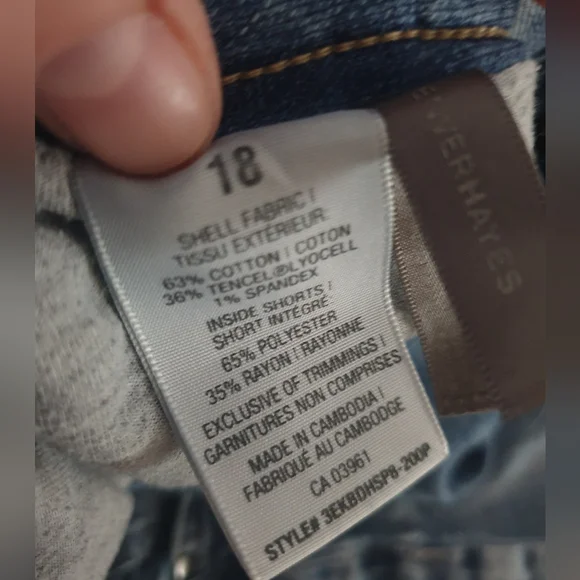 18
SHELL FABRIC |
TISSU EXTÉRIEUR:
63% COTTON | COTON
36% TENCEL®LYOCELL
1% SPANDEX
INSIDE SHORTS |
SHORT INTÉGRÉ
65% POLYESTER
35% RAYON | RAYONNE
EXCLUSIVE OF TRIMMINGS |
GARNITURES NON COMPRISES
MADE IN CAMBODIA |
FABRIQUÉ AU CAMBODGE
CA 03961
STYLE# 3EKBDHSP8-200P